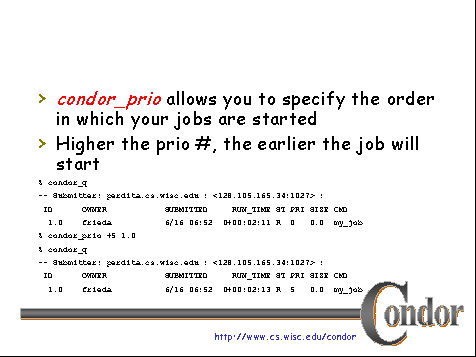 > condor_prio allows you to specify the order
in which your jobs are started
> Higher the prio #, the earlier the job will
start
% condor_q
-- Submitter: perdita.cs.wisc.edu : <128.105.165.34:1027> :
ID OWNER SUBMITTED RUN_TIME ST PRI SIZE CMD
1.0 frieda 6/16 06:52 0+00:02:11 R 0 0.0 my_job
% condor_prio +5 1.0
% condor_q
-- Submitter: perdita.cs.wisc.edu : <128.105.165.34:1027> :
ID OWNER SUBMITTED RUN_TIME ST PRI SIZE CMD
1.0 frieda 6/16 06:52 0+00:02:13 R 5 0.0 my_job
Condor
http://www.cs.wisc.edu/condor